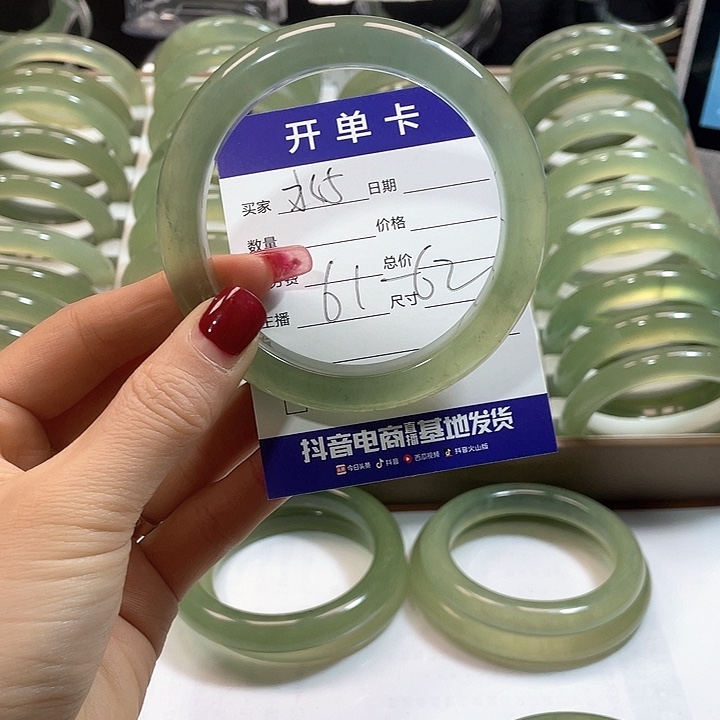 开单卡
买家 日期
数量 价格
总价
61-62 尺寸
主播
抖音电商直播基地发货
今日头条 抖音 西瓜视频 抖音火山版